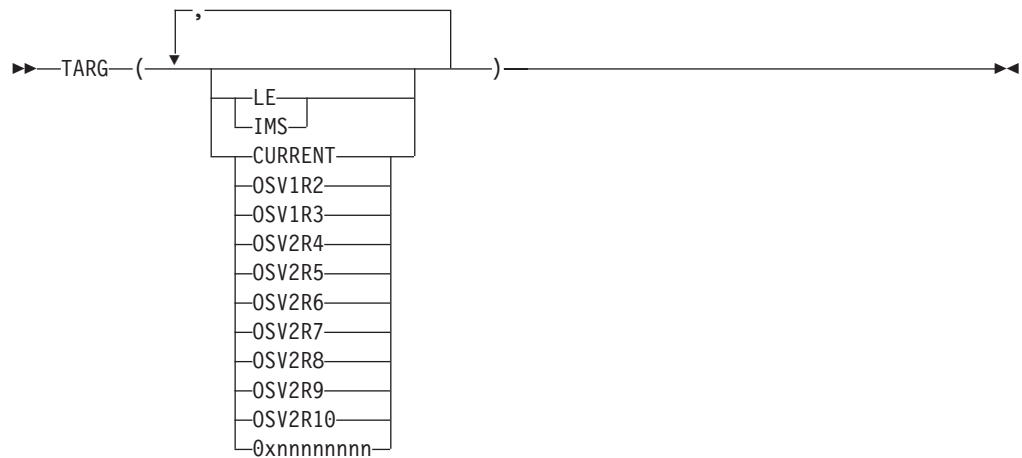 ,
TARG ( )
LE
IMS
CURRENT
OSV1R2
OSV1R3
OSV2R4
OSV2R5
OSV2R6
OSV2R7
OSV2R8
OSV2R9
OSV2R10
0xnnnnnnnn